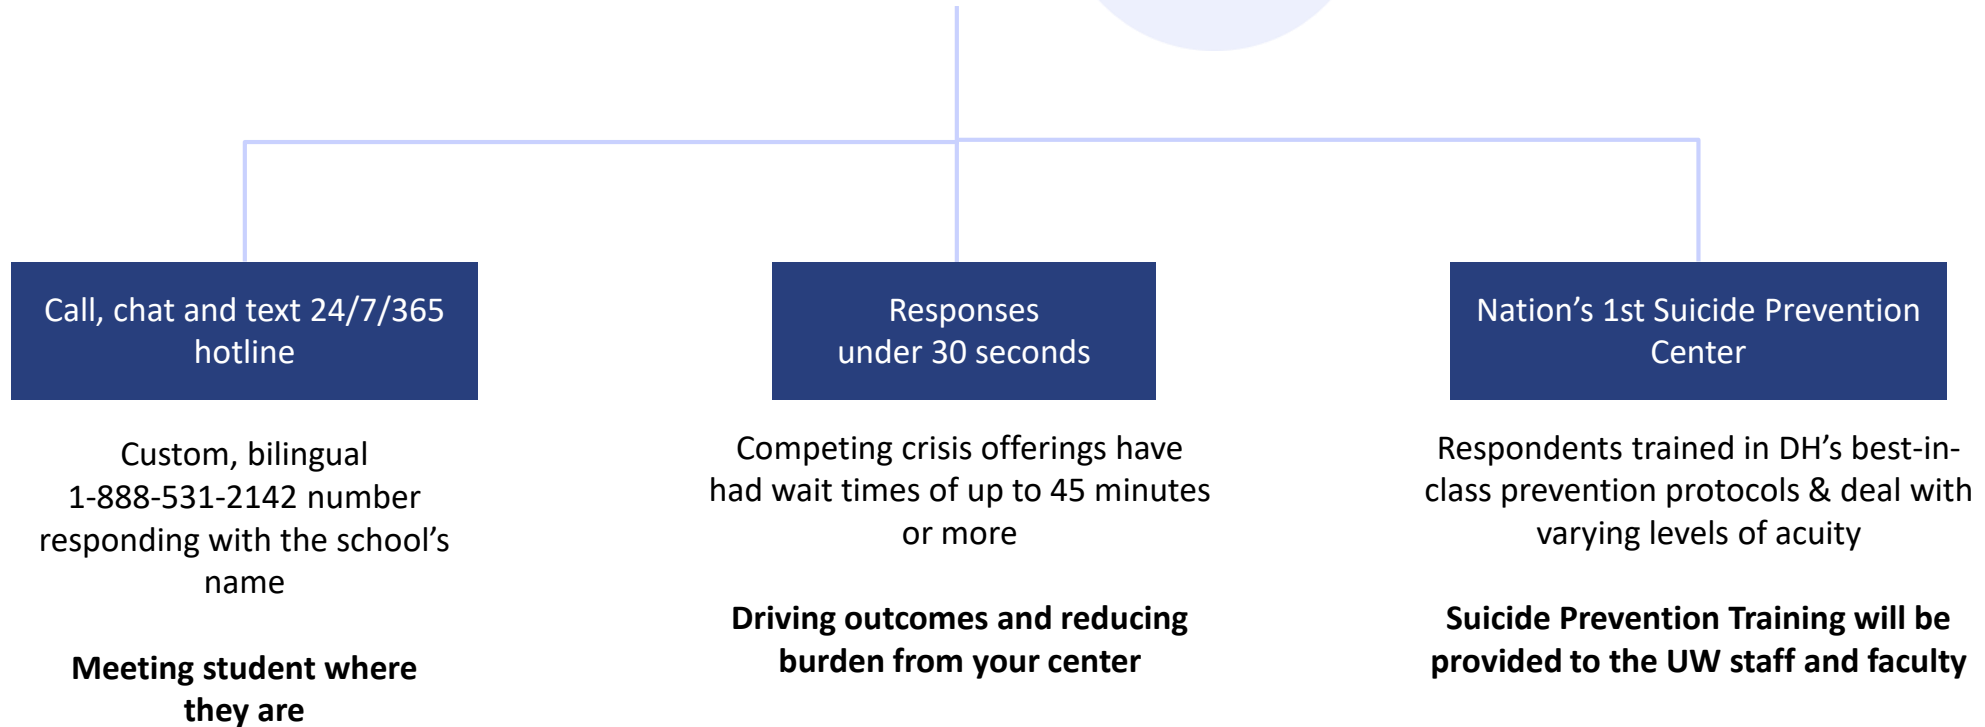 Call, chat and text 24/7/365
hotline
Custom, bilingual
1-888-531-2142 number
responding with the school’s
name
Meeting student where
they are
Responses
under 30 seconds
Competing crisis offerings have
had wait times of up to 45 minutes
or more
Driving outcomes and reducing
burden from your center
Nation’s 1st Suicide Prevention
Center
Respondents trained in DH’s best-in-
class prevention protocols & deal with
varying levels of acuity
Suicide Prevention Training will be
provided to the UW staff and faculty